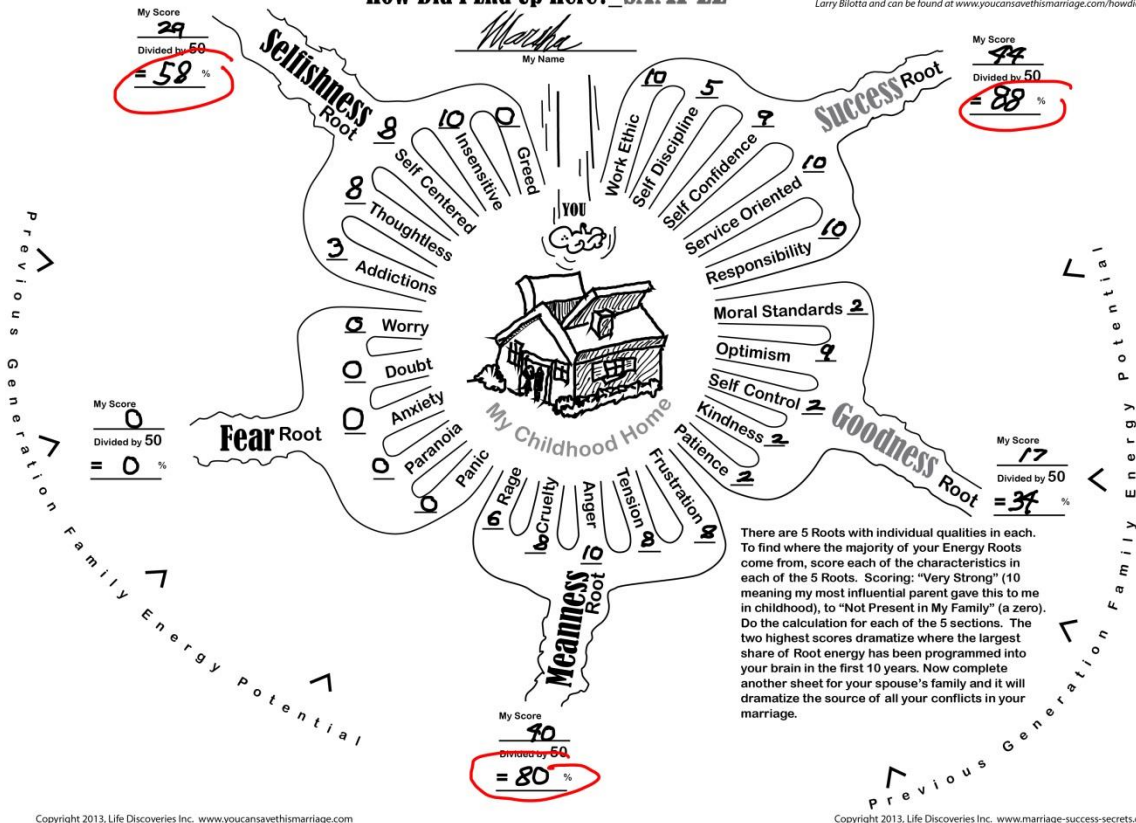 Larry Bilotta and can be found at www.youcansavethismarriage.com/howdi
Marsha
My Name
My Score
29
Divided by 50
= 58 %
Selfishness Root
8 Self Centered
10 Insensitive
0 Greed
8 Thoughtless
3 Addictions
My Score
44
Divided by 50
= 88 %
Success Root
10 Work Ethic
5 Self Discipline
9 Self Confidence
10 Service Oriented
10 Responsibility
YOU
My Childhood Home
Moral Standards 2
Optimism 9
Self Control 2
Kindness 2
Patience 2
Goodness Root
My Score
17
Divided by 50
= 34 %
0 Worry
0 Doubt
0 Anxiety
0 Paranoia
0 Panic
Fear Root
My Score
0
Divided by 50
= 0 %
6 Rage
8 Cruelty
Anger 10
Tension 8
Frustration 8
Meanness Root
My Score
40
Divided by 50
= 80 %
There are 5 Roots with individual qualities in each.
To find where the majority of your Energy Roots
come from, score each of the characteristics in
each of the 5 Roots. Scoring: “Very Strong” (10
meaning my most influential parent gave this to me
in childhood), to “Not Present in My Family” (a zero).
Do the calculation for each of the 5 sections. The
two highest scores dramatize where the largest
share of Root energy has been programmed into
your brain in the first 10 years. Now complete
another sheet for your spouse’s family and it will
dramatize the source of all your conflicts in your
marriage.
Previous Generation Family Energy Potential
Previous Generation Family Energy Potential
Copyright 2013, Life Discoveries Inc. www.youcansavethismarriage.com
Copyright 2013, Life Discoveries Inc. www.marriage-success-secrets.